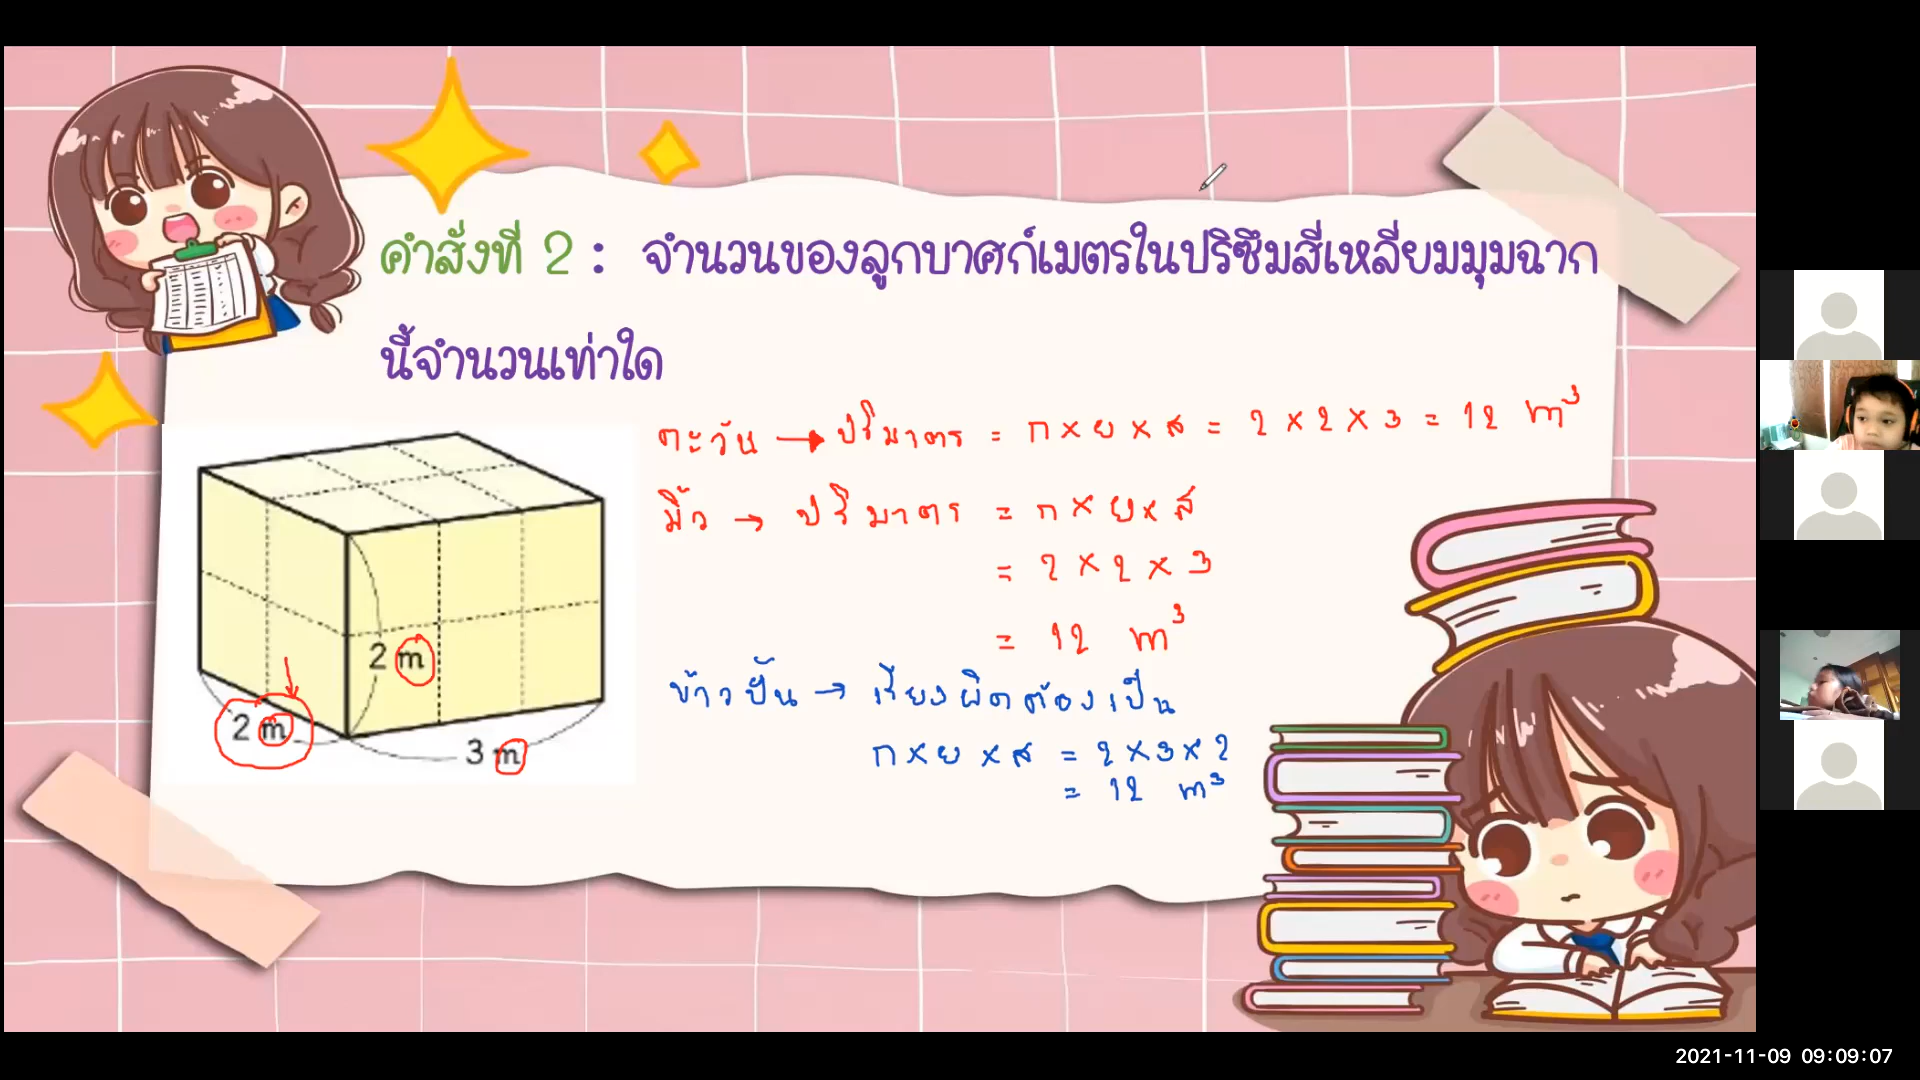 คำสั่งที่ 2 : จำนวนของลูกบาศก์เมตรในปริซึมสี่เหลี่ยมมุมฉาก
นี้จำนวนเท่าใด
ตะวัน → ปริมาตร = ก × ย × ส = 2 × 2 × 3 = 12 m³
มิ้ว → ปริมาตร = ก × ย × ส
= 2 × 2 × 3
= 12 m³
2 m
2 m
3 m
ข้าวปั้น → เรียงผิดต้องเป็น
ก × ย × ส = 2 × 3 × 2
= 12 m³
2021-11-09 09:09:07